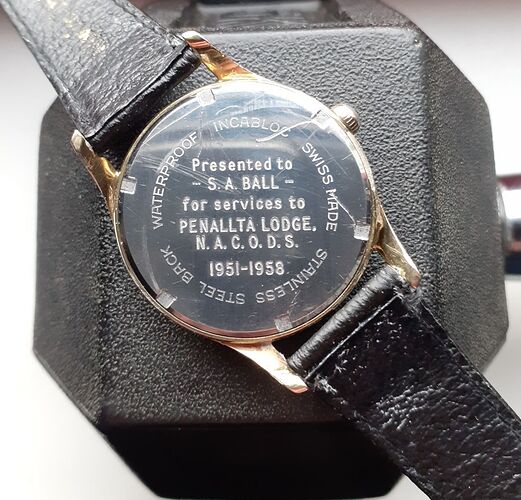 WATERPROOF INCABLOC SWISS MADE STAINLESS STEEL BACK
Presented to
- S. A. BALL -
for services to
PENALLTA LODGE,
N. A. C. O. D. S.
1951-1958